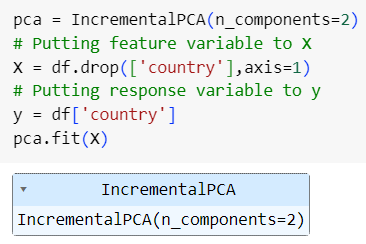 pca = IncrementalPCA(n_components=2)
# Putting feature variable to X
X = df.drop(['country'],axis=1)
# Putting response variable to y
y = df['country']
pca.fit(X)
▾ IncrementalPCA
IncrementalPCA(n_components=2)